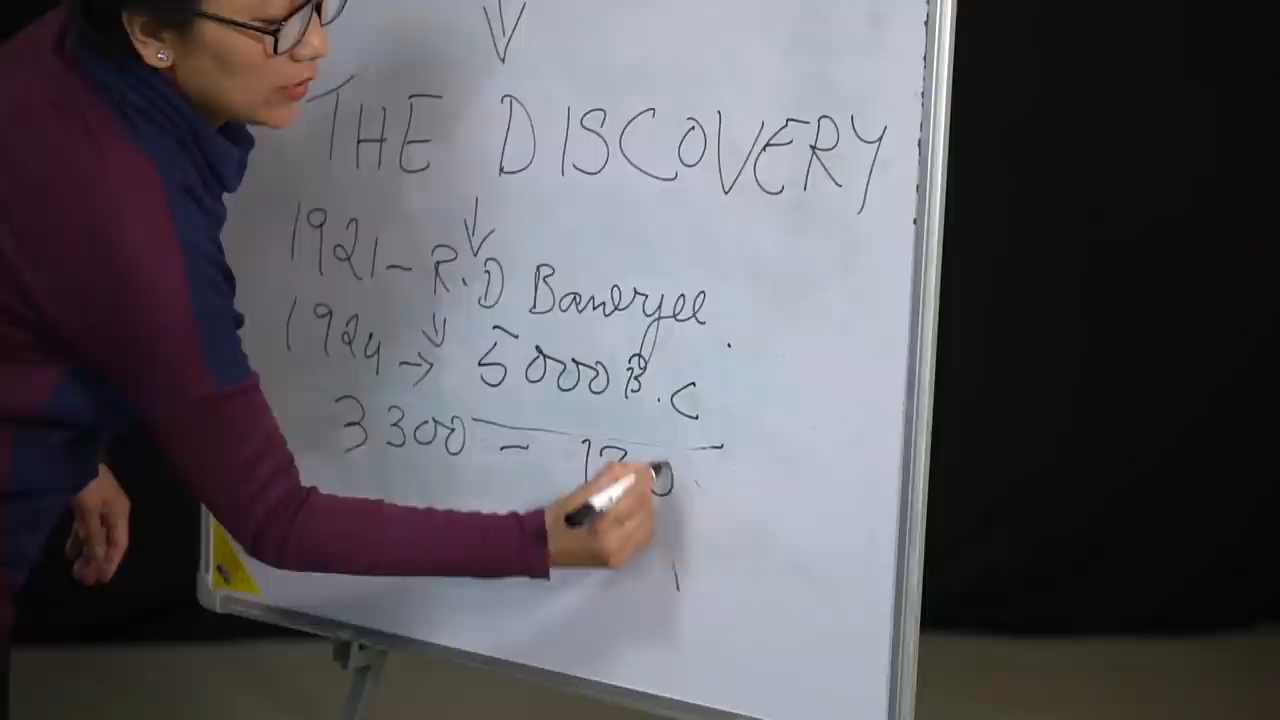 THE DISCOVERY
1921 - R.D Banerjee
1924 → 5000 B.C
3300 -